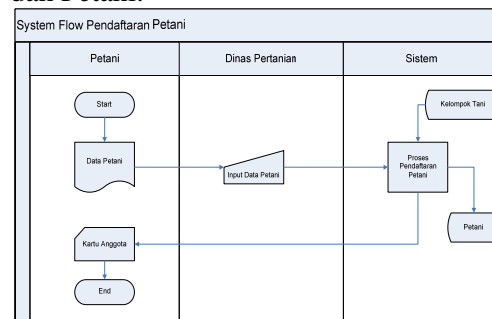 dan Petani.
System Flow Pendaftaran Petani
Petani
Dinas Pertanian
Sistem
Start
Kelompok Tani
Data Petani
Input Data Petani
Proses
Pendaftaran
Petani
Petani
Kartu Anggota
End